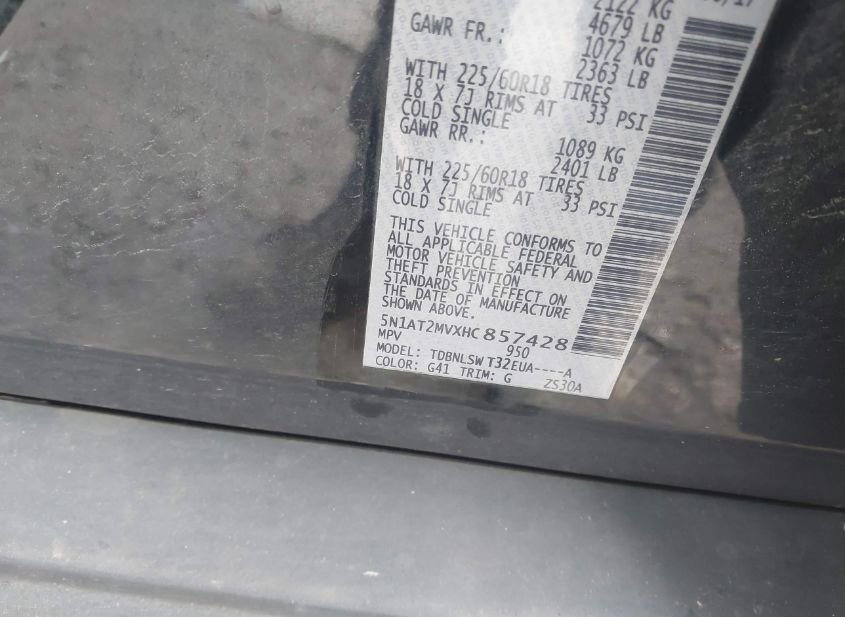 2122 KG
4679 LB
GAWR FR.:
1072 KG
2363 LB
WITH 225/60R18 TIRES
18 X 7J RIMS AT 33 PSI
COLD SINGLE
GAWR RR.:
1089 KG
2401 LB
WITH 225/60R18 TIRES
18 X 7J RIMS AT 33 PSI
COLD SINGLE
THIS VEHICLE CONFORMS TO
ALL APPLICABLE FEDERAL
MOTOR VEHICLE SAFETY AND
THEFT PREVENTION
STANDARDS IN EFFECT ON
THE DATE OF MANUFACTURE
SHOWN ABOVE.
5N1AT2MVXHC857428
MPV 950
MODEL: TDBNLSW T32EUA----A
COLOR: G41 TRIM: G ZS30A